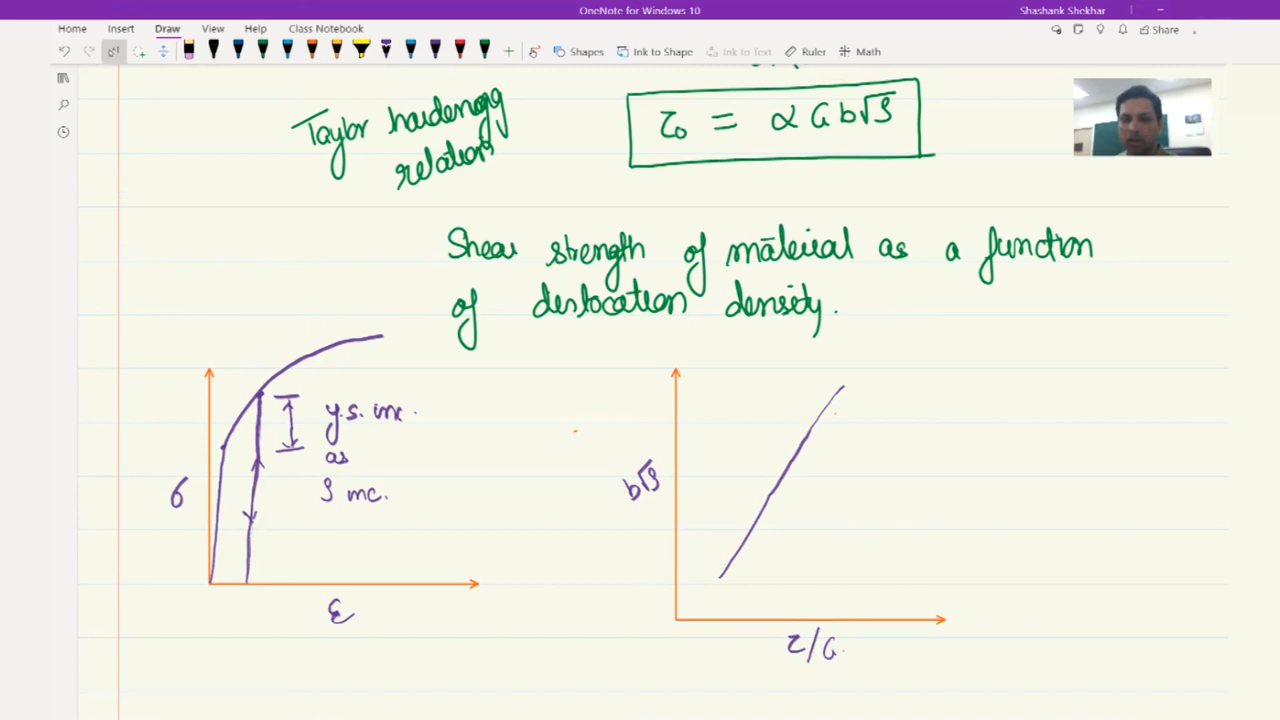 OneNote for Windows 10
Shashank Shekhar
Home Insert Draw View Help Class Notebook
Share
Shapes Ink to Shape Ink to Text Ruler Math
Taylor hardening
relation
τ₀ = α G b√ρ
Shear strength of material as a function
of dislocation density.
y.s. inc.
as
ρ inc.
σ
ε
b√ρ
τ/G